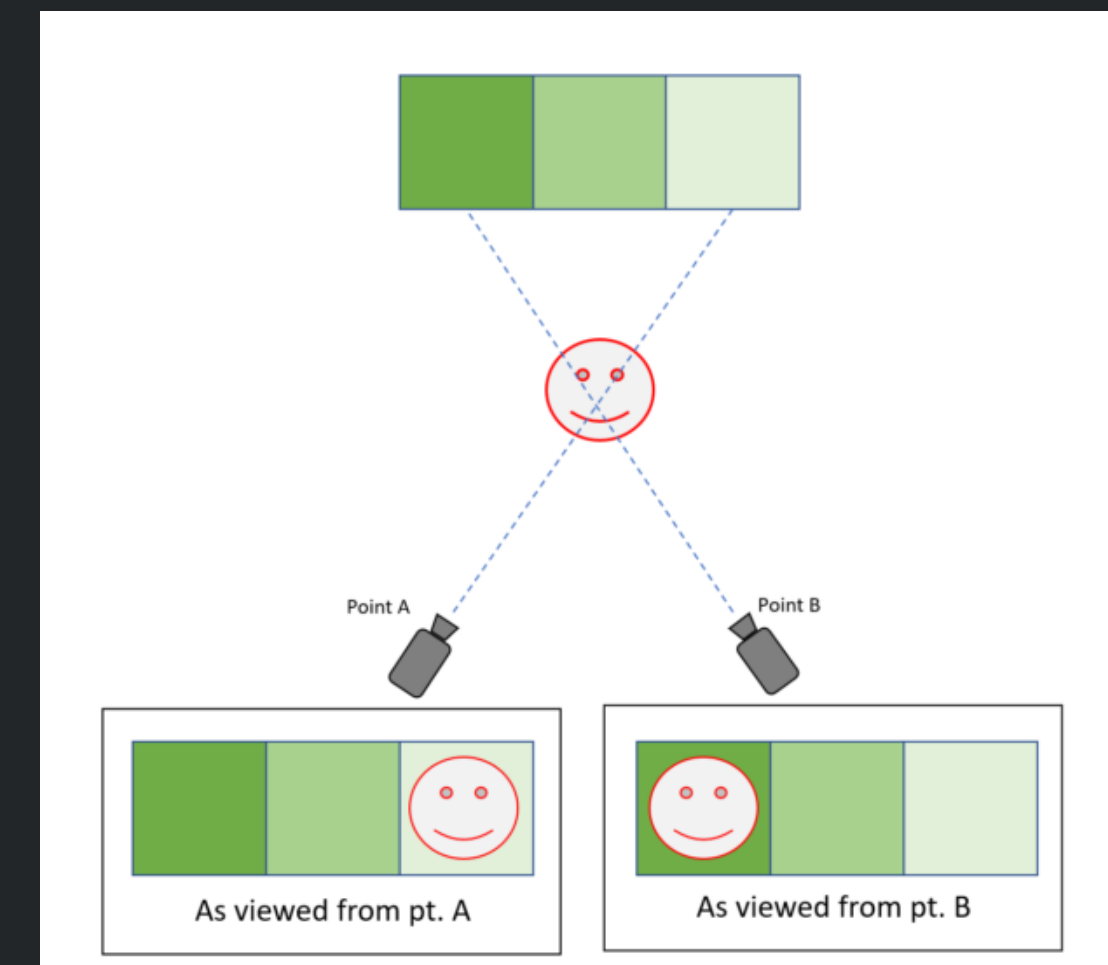 Point A
Point B
As viewed from pt. A
As viewed from pt. B